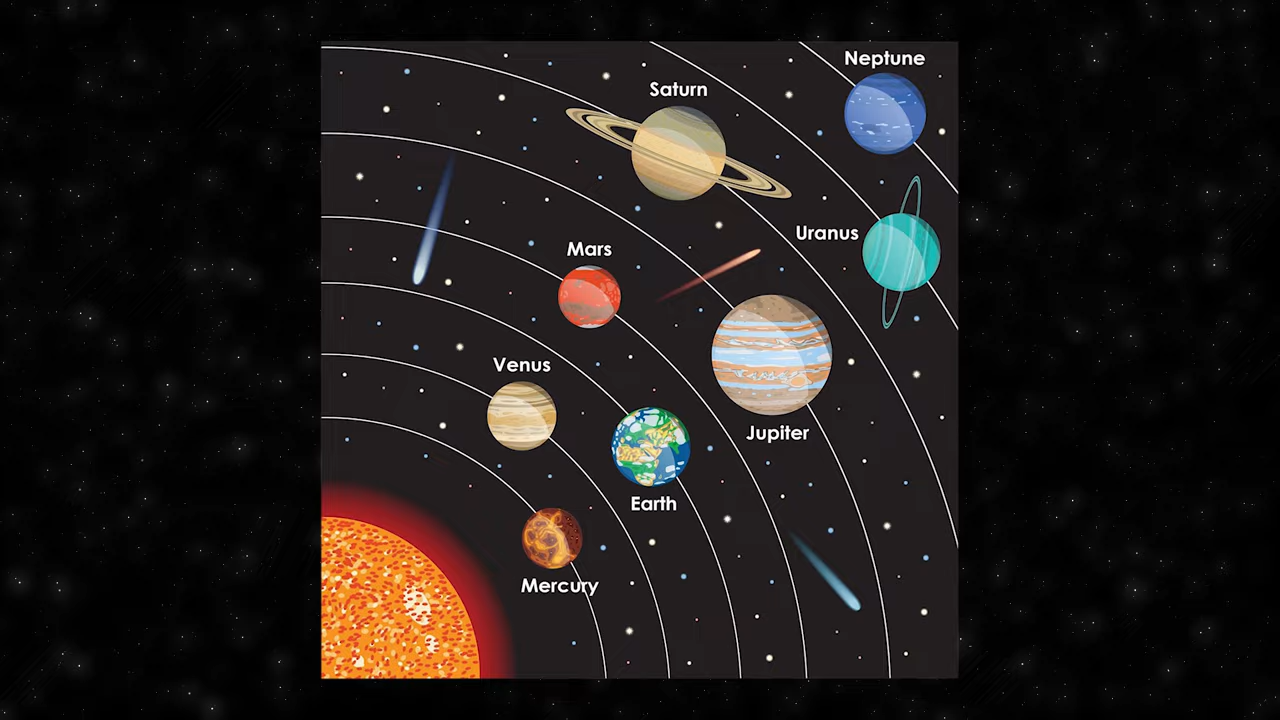 Neptune
Saturn
Uranus
Mars
Venus
Jupiter
Earth
Mercury